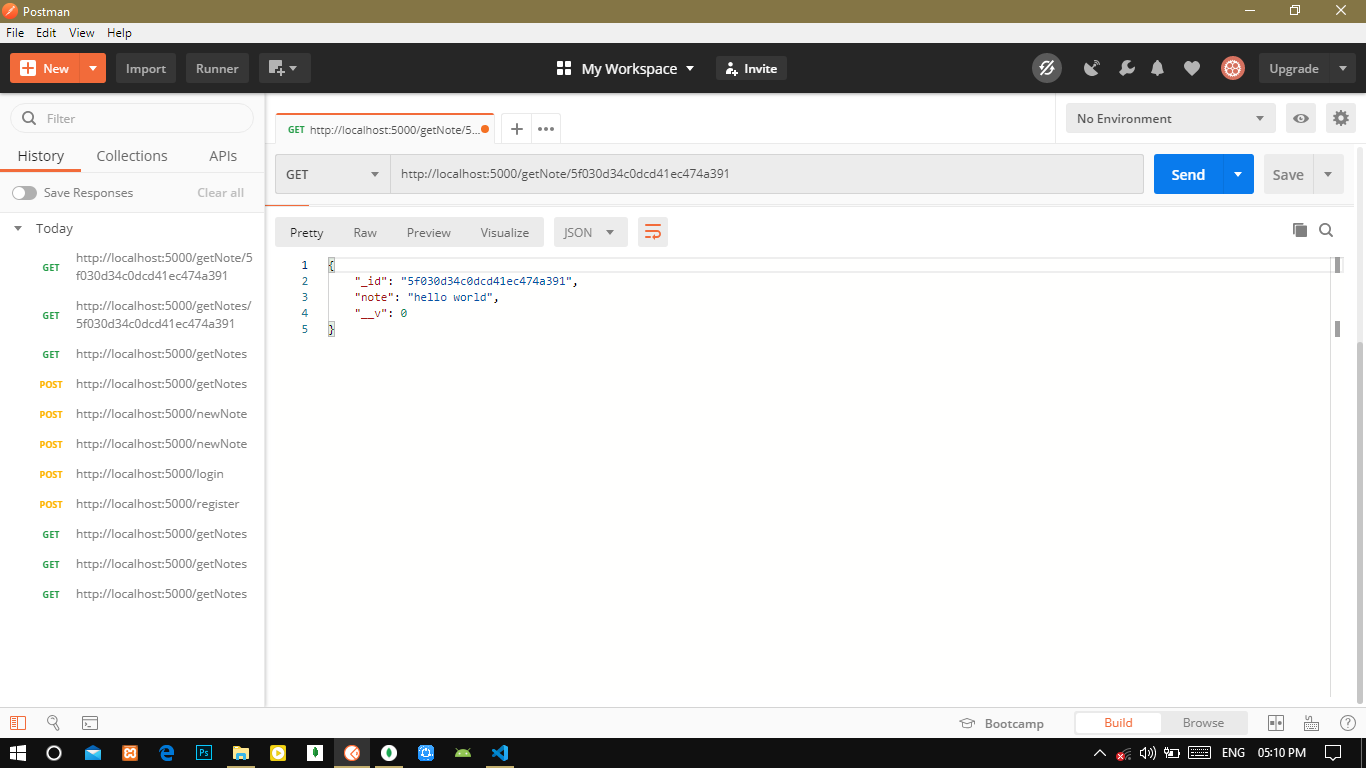 Postman
File Edit View Help
New Import Runner My Workspace Invite Upgrade
Filter
History Collections APIs
Save Responses Clear all
Today
GET http://localhost:5000/getNote/5
f030d34c0dcd41ec474a391
GET http://localhost:5000/getNotes/
5f030d34c0dcd41ec474a391
GET http://localhost:5000/getNotes
POST http://localhost:5000/getNotes
POST http://localhost:5000/newNote
POST http://localhost:5000/newNote
POST http://localhost:5000/login
POST http://localhost:5000/register
GET http://localhost:5000/getNotes
GET http://localhost:5000/getNotes
GET http://localhost:5000/getNotes
GET http://localhost:5000/getNote/5...
No Environment
GET http://localhost:5000/getNote/5f030d34c0dcd41ec474a391 Send Save
Pretty Raw Preview Visualize JSON
1 {
2 "_id": "5f030d34c0dcd41ec474a391",
3 "note": "hello world",
4 "__v": 0
5 }
Bootcamp Build Browse
Ps ENG 05:10 PM